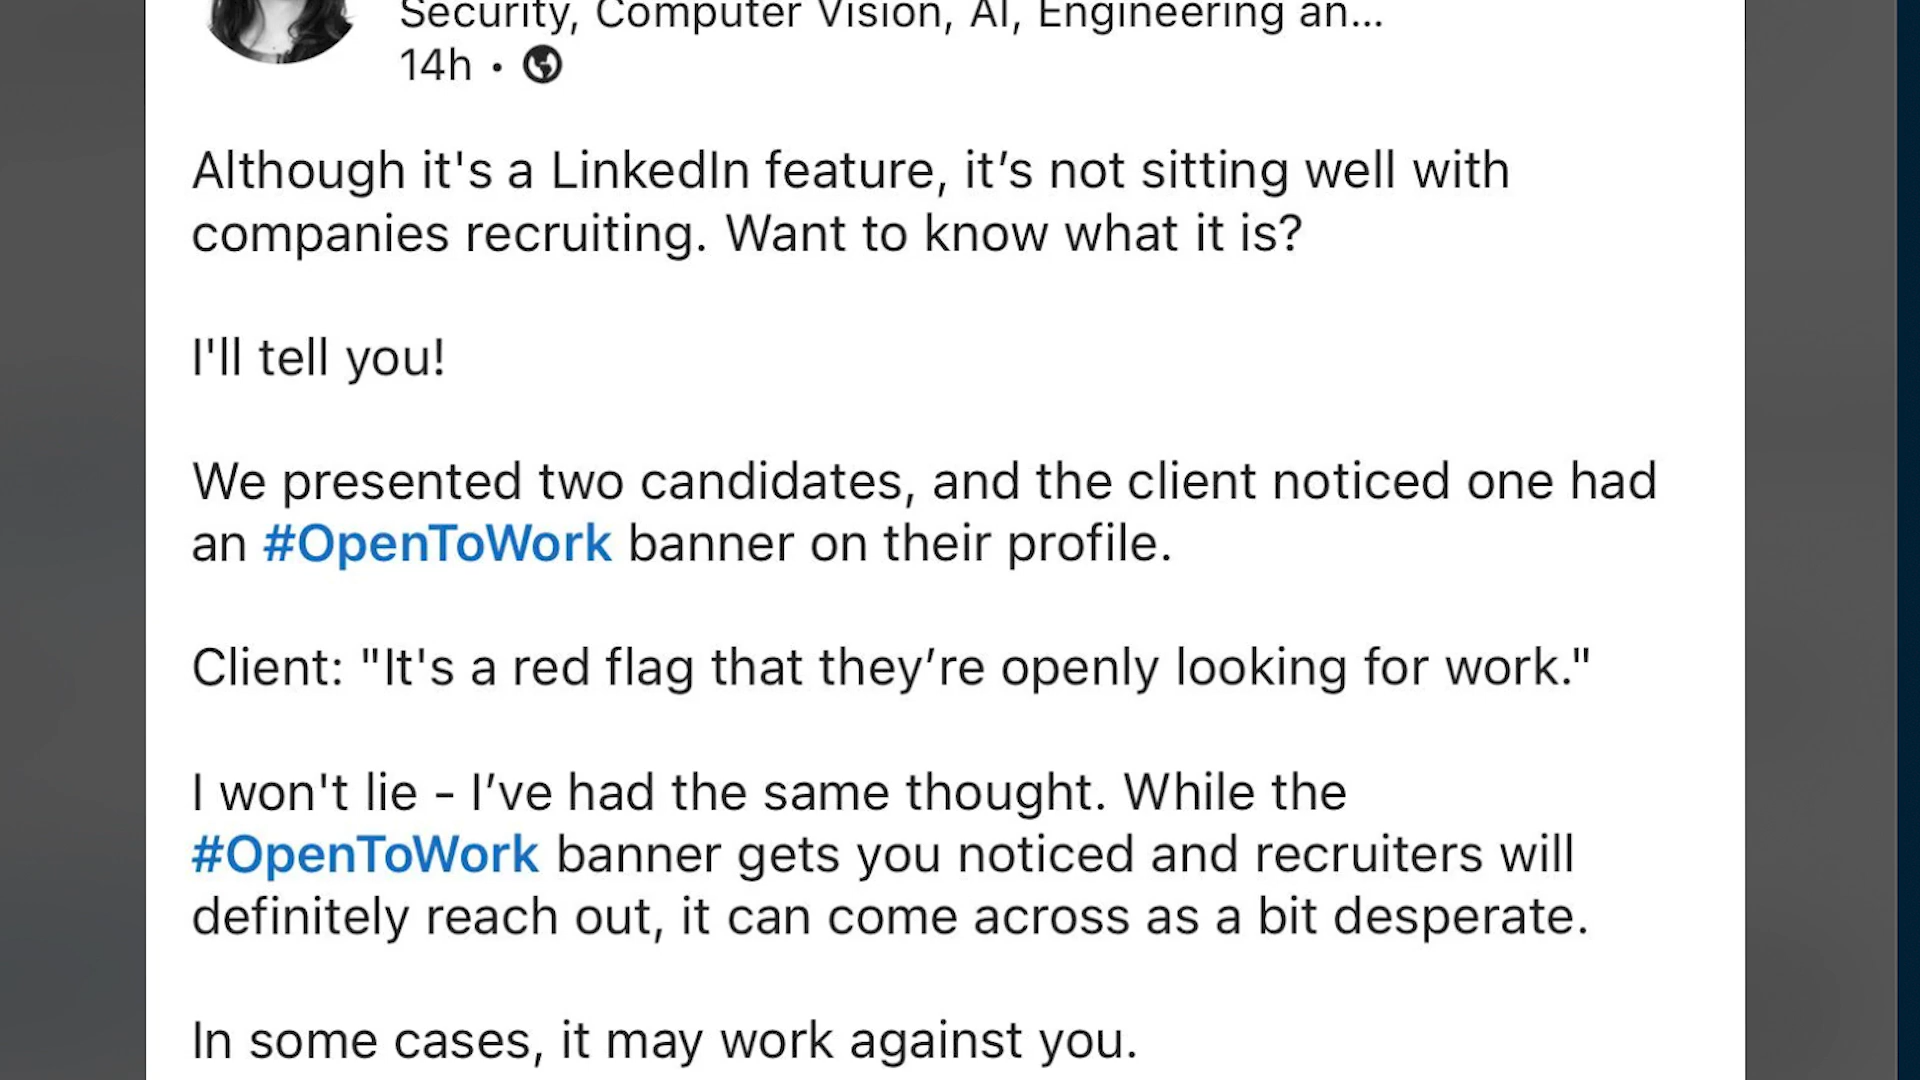 Security, Computer Vision, AI, Engineering an...
14h •
Although it's a LinkedIn feature, it’s not sitting well with
companies recruiting. Want to know what it is?
I'll tell you!
We presented two candidates, and the client noticed one had
an #OpenToWork banner on their profile.
Client: "It's a red flag that they’re openly looking for work."
I won't lie - I’ve had the same thought. While the
#OpenToWork banner gets you noticed and recruiters will
definitely reach out, it can come across as a bit desperate.
In some cases, it may work against you.